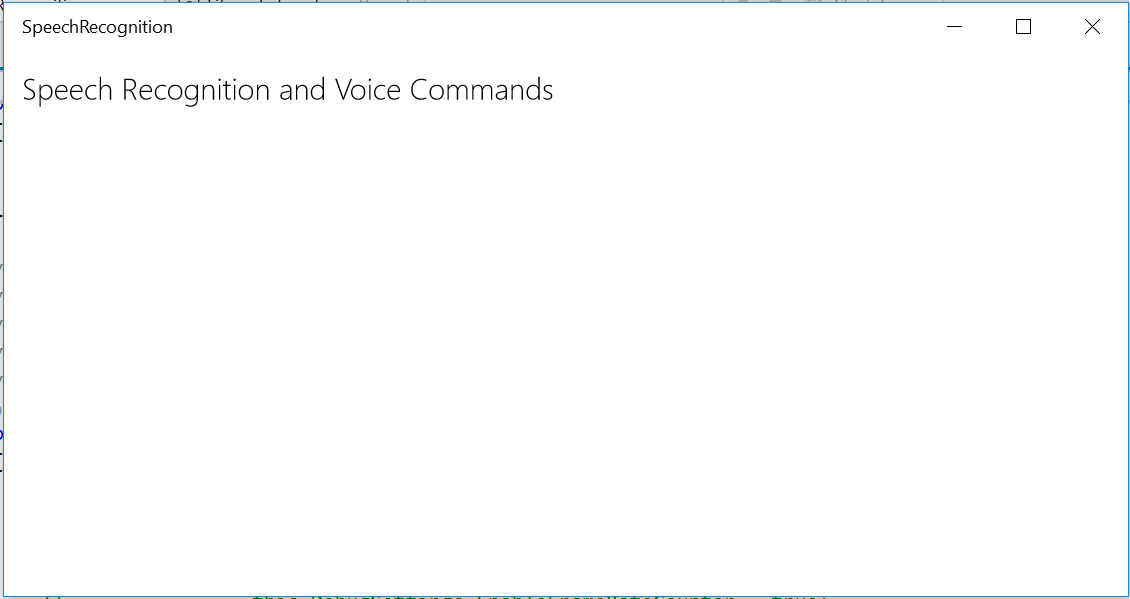 SpeechRecognition
Speech Recognition and Voice Commands